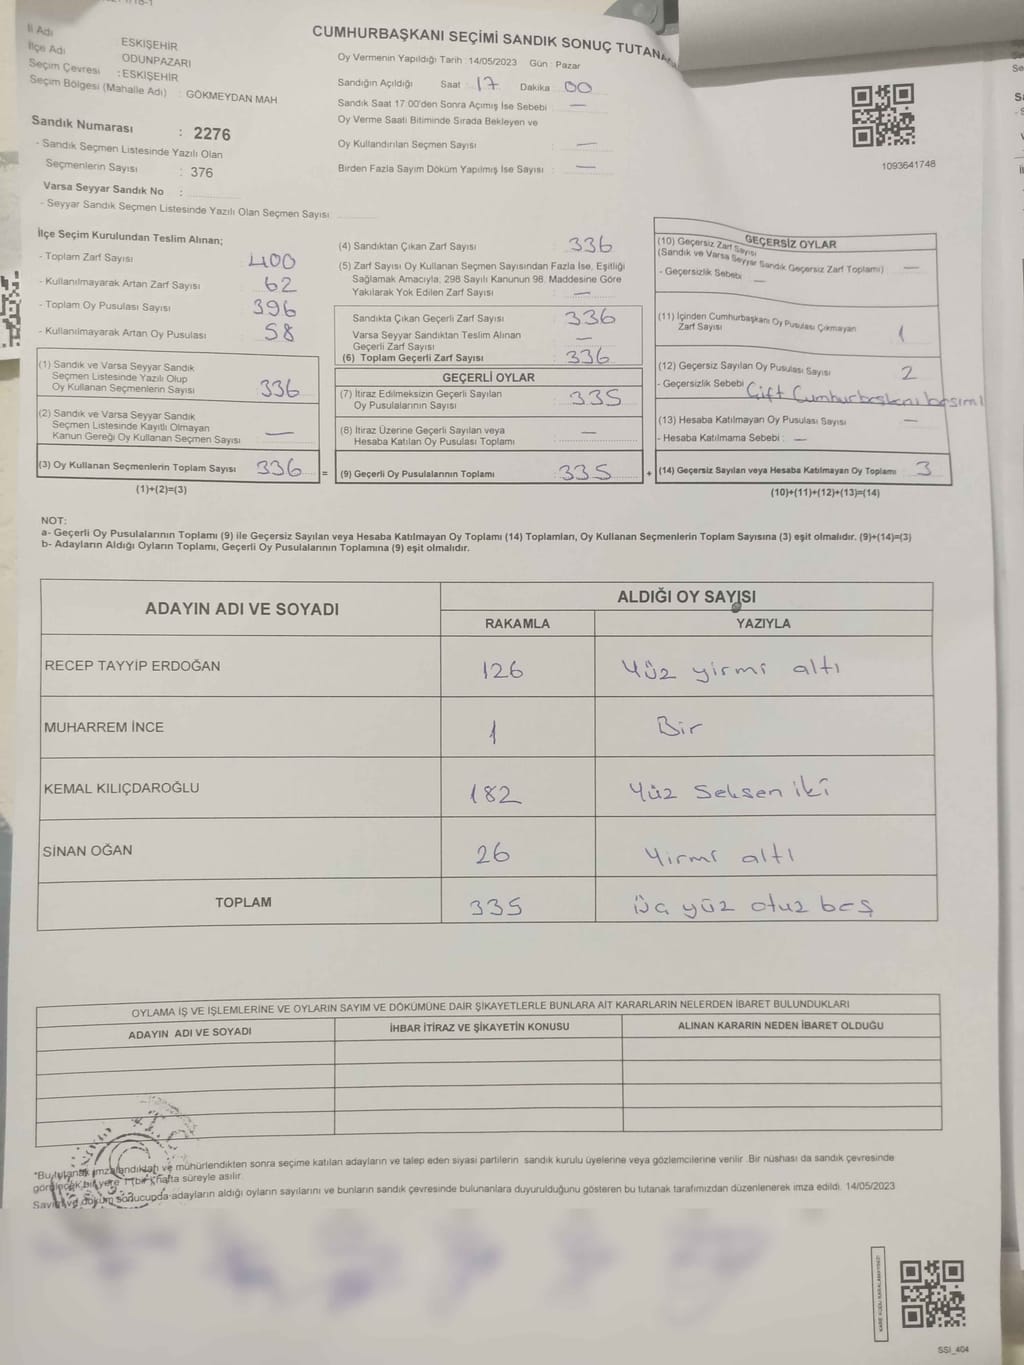 İl Adı
ESKİŞEHİR
İlçe Adı
ODUNPAZARI
Seçim Çevresi : ESKİŞEHİR
Seçim Bölgesi (Mahalle Adı) : GÖKMEYDAN MAH
Sandık Numarası : 2276
- Sandık Seçmen Listesinde Yazılı Olan
Seçmenlerin Sayısı : 376
Varsa Seyyar Sandık No :
- Seyyar Sandık Seçmen Listesinde Yazılı Olan Seçmen Sayısı
CUMHURBAŞKANI SEÇİMİ SANDIK SONUÇ
Oy Vermenin Yapıldığı Tarih : 14/05/2023 Gün : Pazar
Sandığın Açıldığı Saat : 17 Dakika 00
Sandık Saat 17:00'den Sonra Açımış İse Sebebi : —
Oy Verme Saati Bitiminde Sırada Bekleyen ve
Oy Kullandırılan Seçmen Sayısı : —
Birden Fazla Sayım Döküm Yapılmış İse Sayısı : —
1093641748
İlçe Seçim Kurulundan Teslim Alınan;
- Toplam Zarf Sayısı 400
- Kullanılmayarak Artan Zarf Sayısı 62
- Toplam Oy Pusulası Sayısı 396
- Kullanılmayarak Artan Oy Pusulası 58
(1) Sandık ve Varsa Seyyar Sandık
Seçmen Listesinde Yazılı Olup
Oy Kullanan Seçmenlerin Sayısı 336
(2) Sandık ve Varsa Seyyar Sandık
Seçmen Listesinde Kayıtlı Olmayan
Kanun Gereği Oy Kullanan Seçmen Sayısı —
(3) Oy Kullanan Seçmenlerin Toplam Sayısı 336 =
(1)+(2)=(3)
(4) Sandıktan Çıkan Zarf Sayısı : 336
(5) Zarf Sayısı Oy Kullanan Seçmen Sayısından Fazla İse, Eşitliği
Sağlamak Amacıyla, 298 Sayılı Kanunun 98. Maddesine Göre
Yakılarak Yok Edilen Zarf Sayısı : —
Sandıkta Çıkan Geçerli Zarf Sayısı : 336
Varsa Seyyar Sandıktan Teslim Alınan
Geçerli Zarf Sayısı : —
(6) Toplam Geçerli Zarf Sayısı : 336
GEÇERLİ OYLAR
(7) İtiraz Edilmeksizin Geçerli Sayılan
Oy Pusulalarının Sayısı : 335
(8) İtiraz Üzerine Geçerli Sayılan veya
Hesaba Katılan Oy Pusulası Toplamı : —
(9) Geçerli Oy Pusulalarının Toplamı : 335 +
GEÇERSİZ OYLAR
(10) Geçersiz Zarf Sayısı
(Sandık ve Varsa Seyyar Sandık Geçersiz Zarf Toplamı) —
- Geçersizlik Sebebi : —
(11) İçinden Cumhurbaşkanı Oy Pusulası Çıkmayan
Zarf Sayısı 1
(12) Geçersiz Sayılan Oy Pusulası Sayısı 2
- Geçersizlik Sebebi : Çift Cumhurbaşkanı basımı
(13) Hesaba Katılmayan Oy Pusulası Sayısı —
- Hesaba Katılmama Sebebi : —
(14) Geçersiz Sayılan veya Hesaba Katılmayan Oy Toplamı 3
(10)+(11)+(12)+(13)=(14)
NOT:
a- Geçerli Oy Pusulalarının Toplamı (9) ile Geçersiz Sayılan veya Hesaba Katılmayan Oy Toplamı (14) Toplamları, Oy Kullanan Seçmenlerin Toplam Sayısına (3) eşit olmalıdır. (9)+(14)=(3)
b- Adayların Aldığı Oyların Toplamı, Geçerli Oy Pusulalarının Toplamına (9) eşit olmalıdır.
ADAYIN ADI VE SOYADI
ALDIĞI OY SAYISI
RAKAMLA YAZIYLA
RECEP TAYYİP ERDOĞAN 126 Yüz yirmi altı
MUHARREM İNCE 1 Bir
KEMAL KILIÇDAROĞLU 182 Yüz Seksen iki
SİNAN OĞAN 26 Yirmi altı
TOPLAM 335 Üç yüz otuz beş
OYLAMA İŞ VE İŞLEMLERİNE VE OYLARIN SAYIM VE DÖKÜMÜNE DAİR ŞİKAYETLERLE BUNLARA AİT KARARLARIN NELERDEN İBARET BULUNDUKLARI
ADAYIN ADI VE SOYADI İHBAR İTİRAZ VE ŞİKAYETİN KONUSU ALINAN KARARIN NEDEN İBARET OLDUĞU
*Bu tutanak imzalandıktan ve mühürlendikten sonra seçime katılan adayların ve talep eden siyasi partilerin sandık kurulu üyelerine veya gözlemcilerine verilir. Bir nüshası da sandık çevresinde
görülecek bir yere 1 (bir) hafta süreyle asılır.
Sayım ve döküm sonucunda adayların aldığı oyların sayılarını ve bunların sandık çevresinde bulunanlara duyurulduğunu gösteren bu tutanak tarafımızdan düzenlenerek imza edildi. 14/05/2023
KARE KODU KARALAMAYINIZ!
SSİ_404